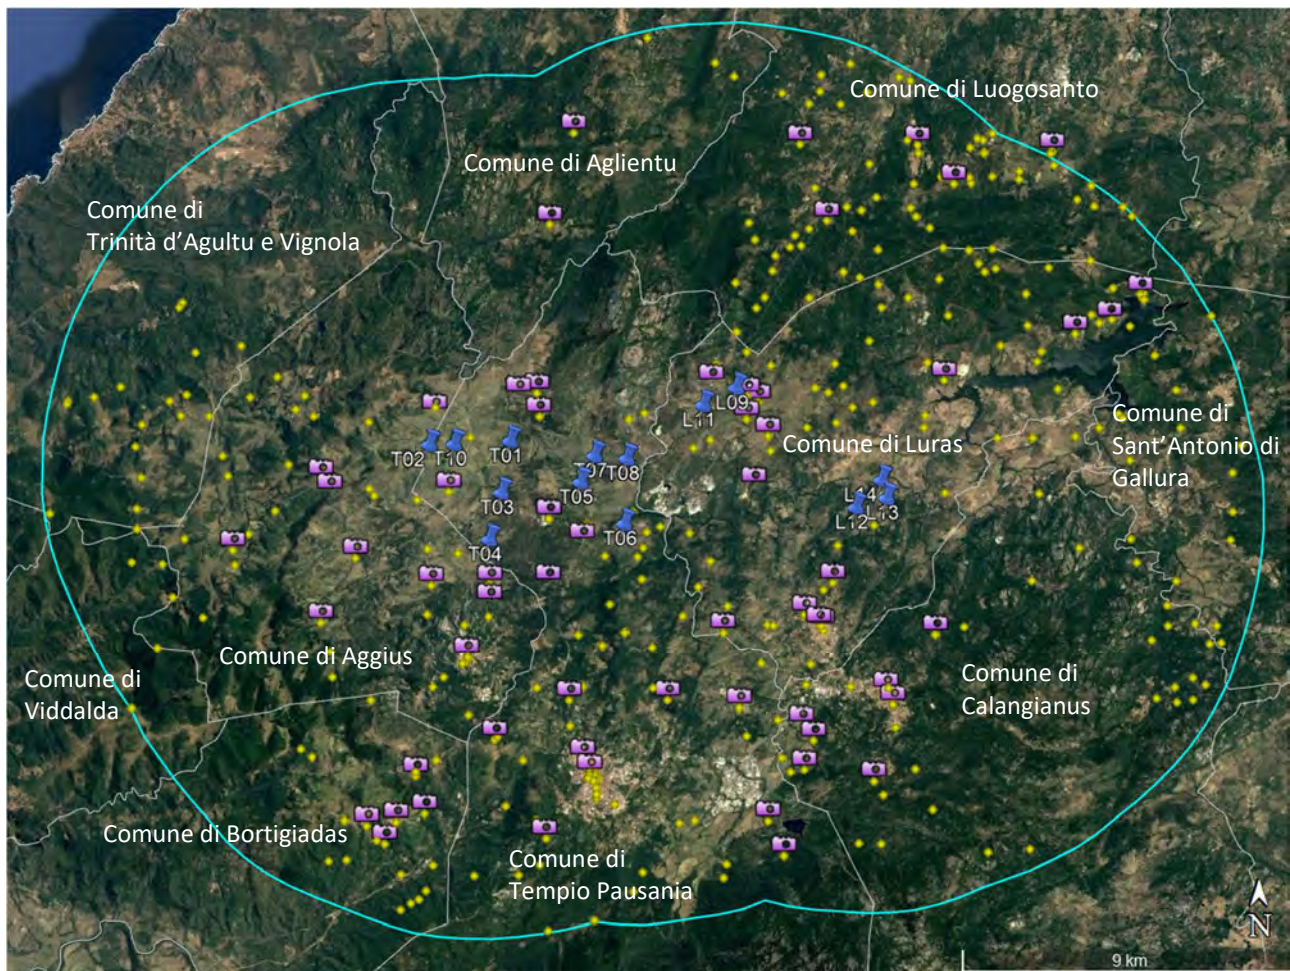 Comune di Luogosanto
Comune di Aglientu
Comune di
Trinità d'Agultu e Vignola
L09
L11
Comune di
Sant'Antonio di
Gallura
Comune di Luras
T02
T10
T01
T07
T08
T05
T03
L14
L13
L12
T06
T04
Comune di Aggius
Comune di
Viddalda
Comune di
Calangianus
Comune di Bortigiadas
Comune di
Tempio Pausania
N
9 km